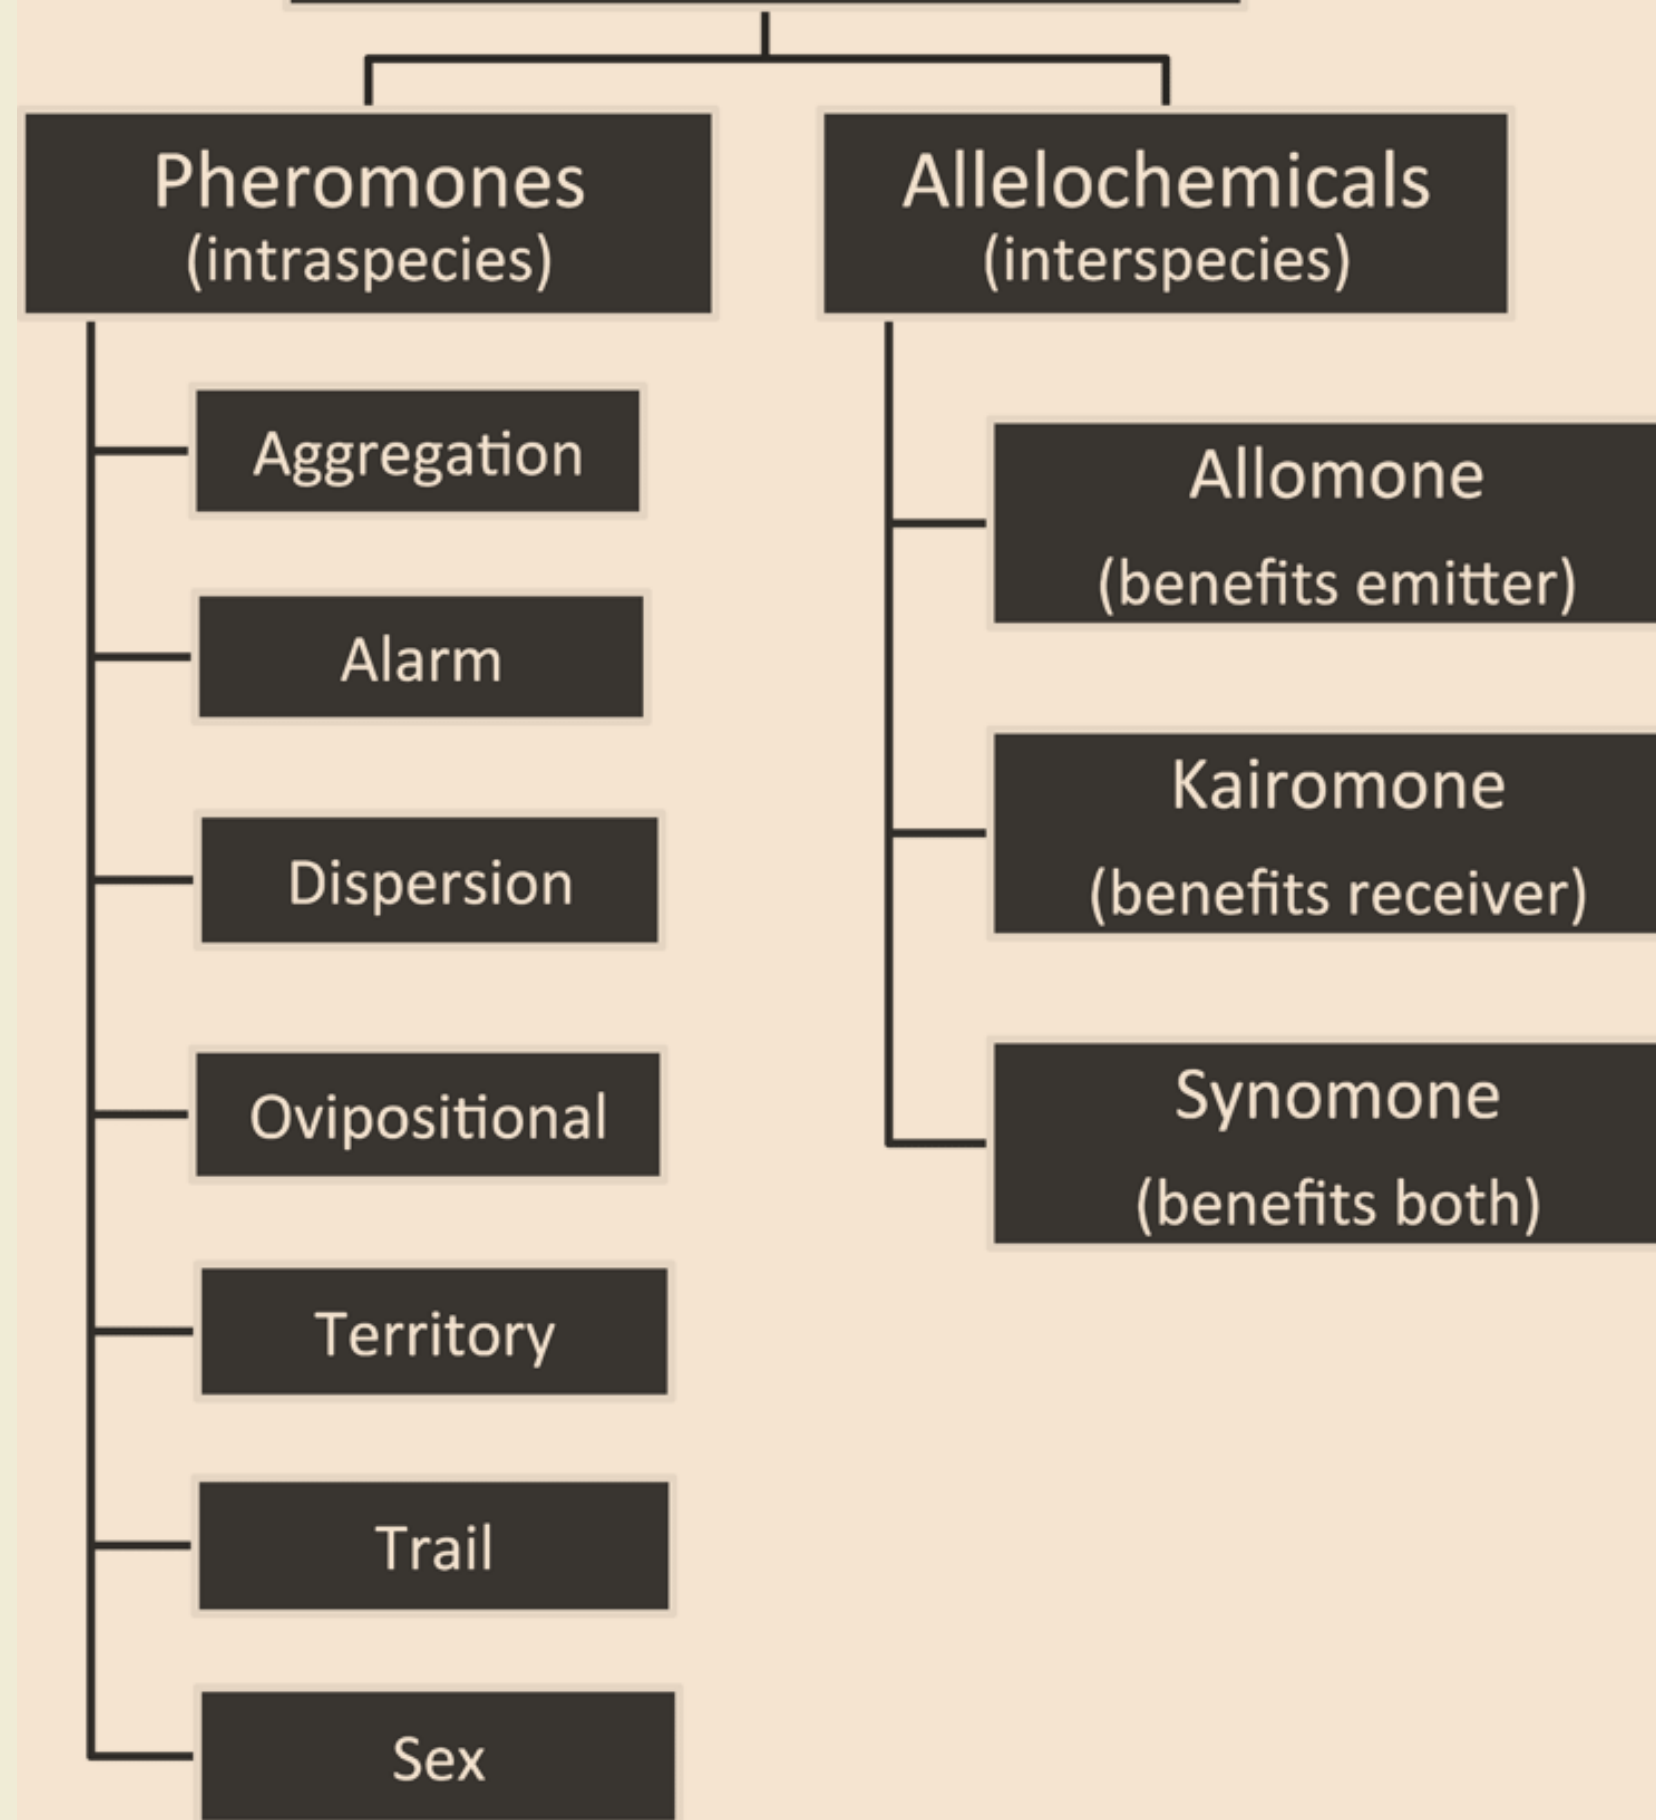 Pheromones
(intraspecies)
Aggregation
Alarm
Dispersion
Ovipositional
Territory
Trail
Sex
Allelochemicals
(interspecies)
Allomone
(benefits emitter)
Kairomone
(benefits receiver)
Synomone
(benefits both)